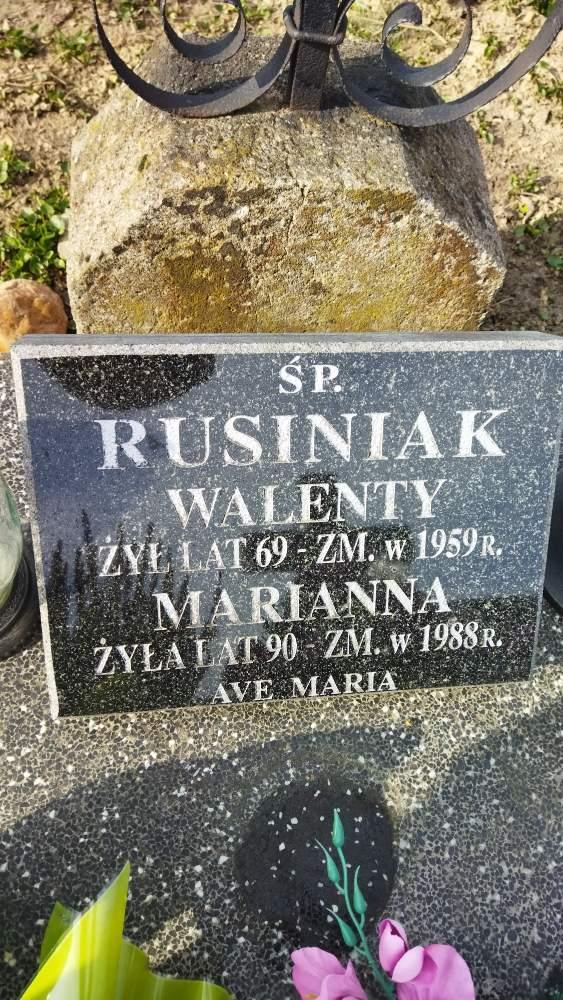 ŚP.
RUSINIAK
WALENTY
ŻYŁ LAT 69 - ZM. w 1959 R.
MARIANNA
ŻYŁA LAT 90 - ZM. w 1988 R.
AVE MARIA